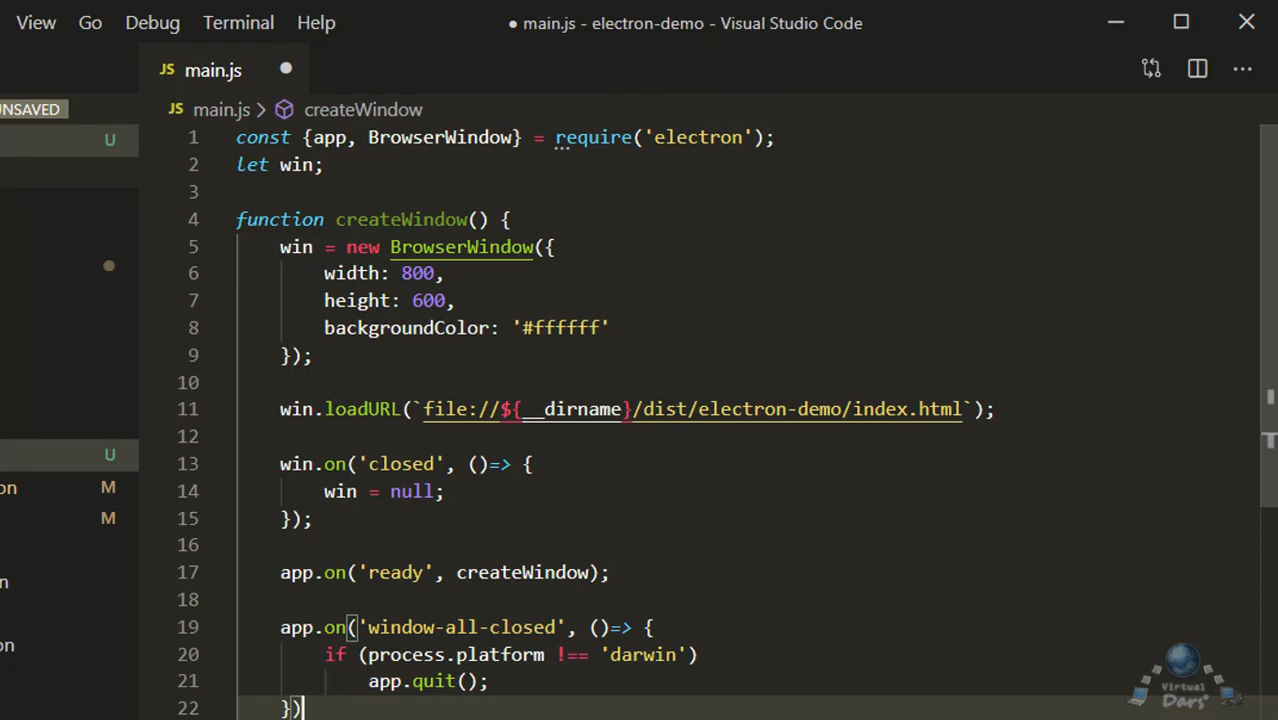 View Go Debug Terminal Help ● main.js - electron-demo - Visual Studio Code
JS main.js
UNSAVED
JS main.js > createWindow
U
1 const {app, BrowserWindow} = require('electron');
2 let win;
3
4 function createWindow() {
5 win = new BrowserWindow({
6 width: 800,
7 height: 600,
8 backgroundColor: '#ffffff'
9 });
10
11 win.loadURL(`file://${__dirname}/dist/electron-demo/index.html`);
12
U
13 win.on('closed', ()=> {
on M
14 win = null;
M
15 });
16
17 app.on('ready', createWindow);
n
18
19 app.on('window-all-closed', ()=> {
on
20 if (process.platform !== 'darwin')
21 app.quit();
22 })
Virtual
Dars